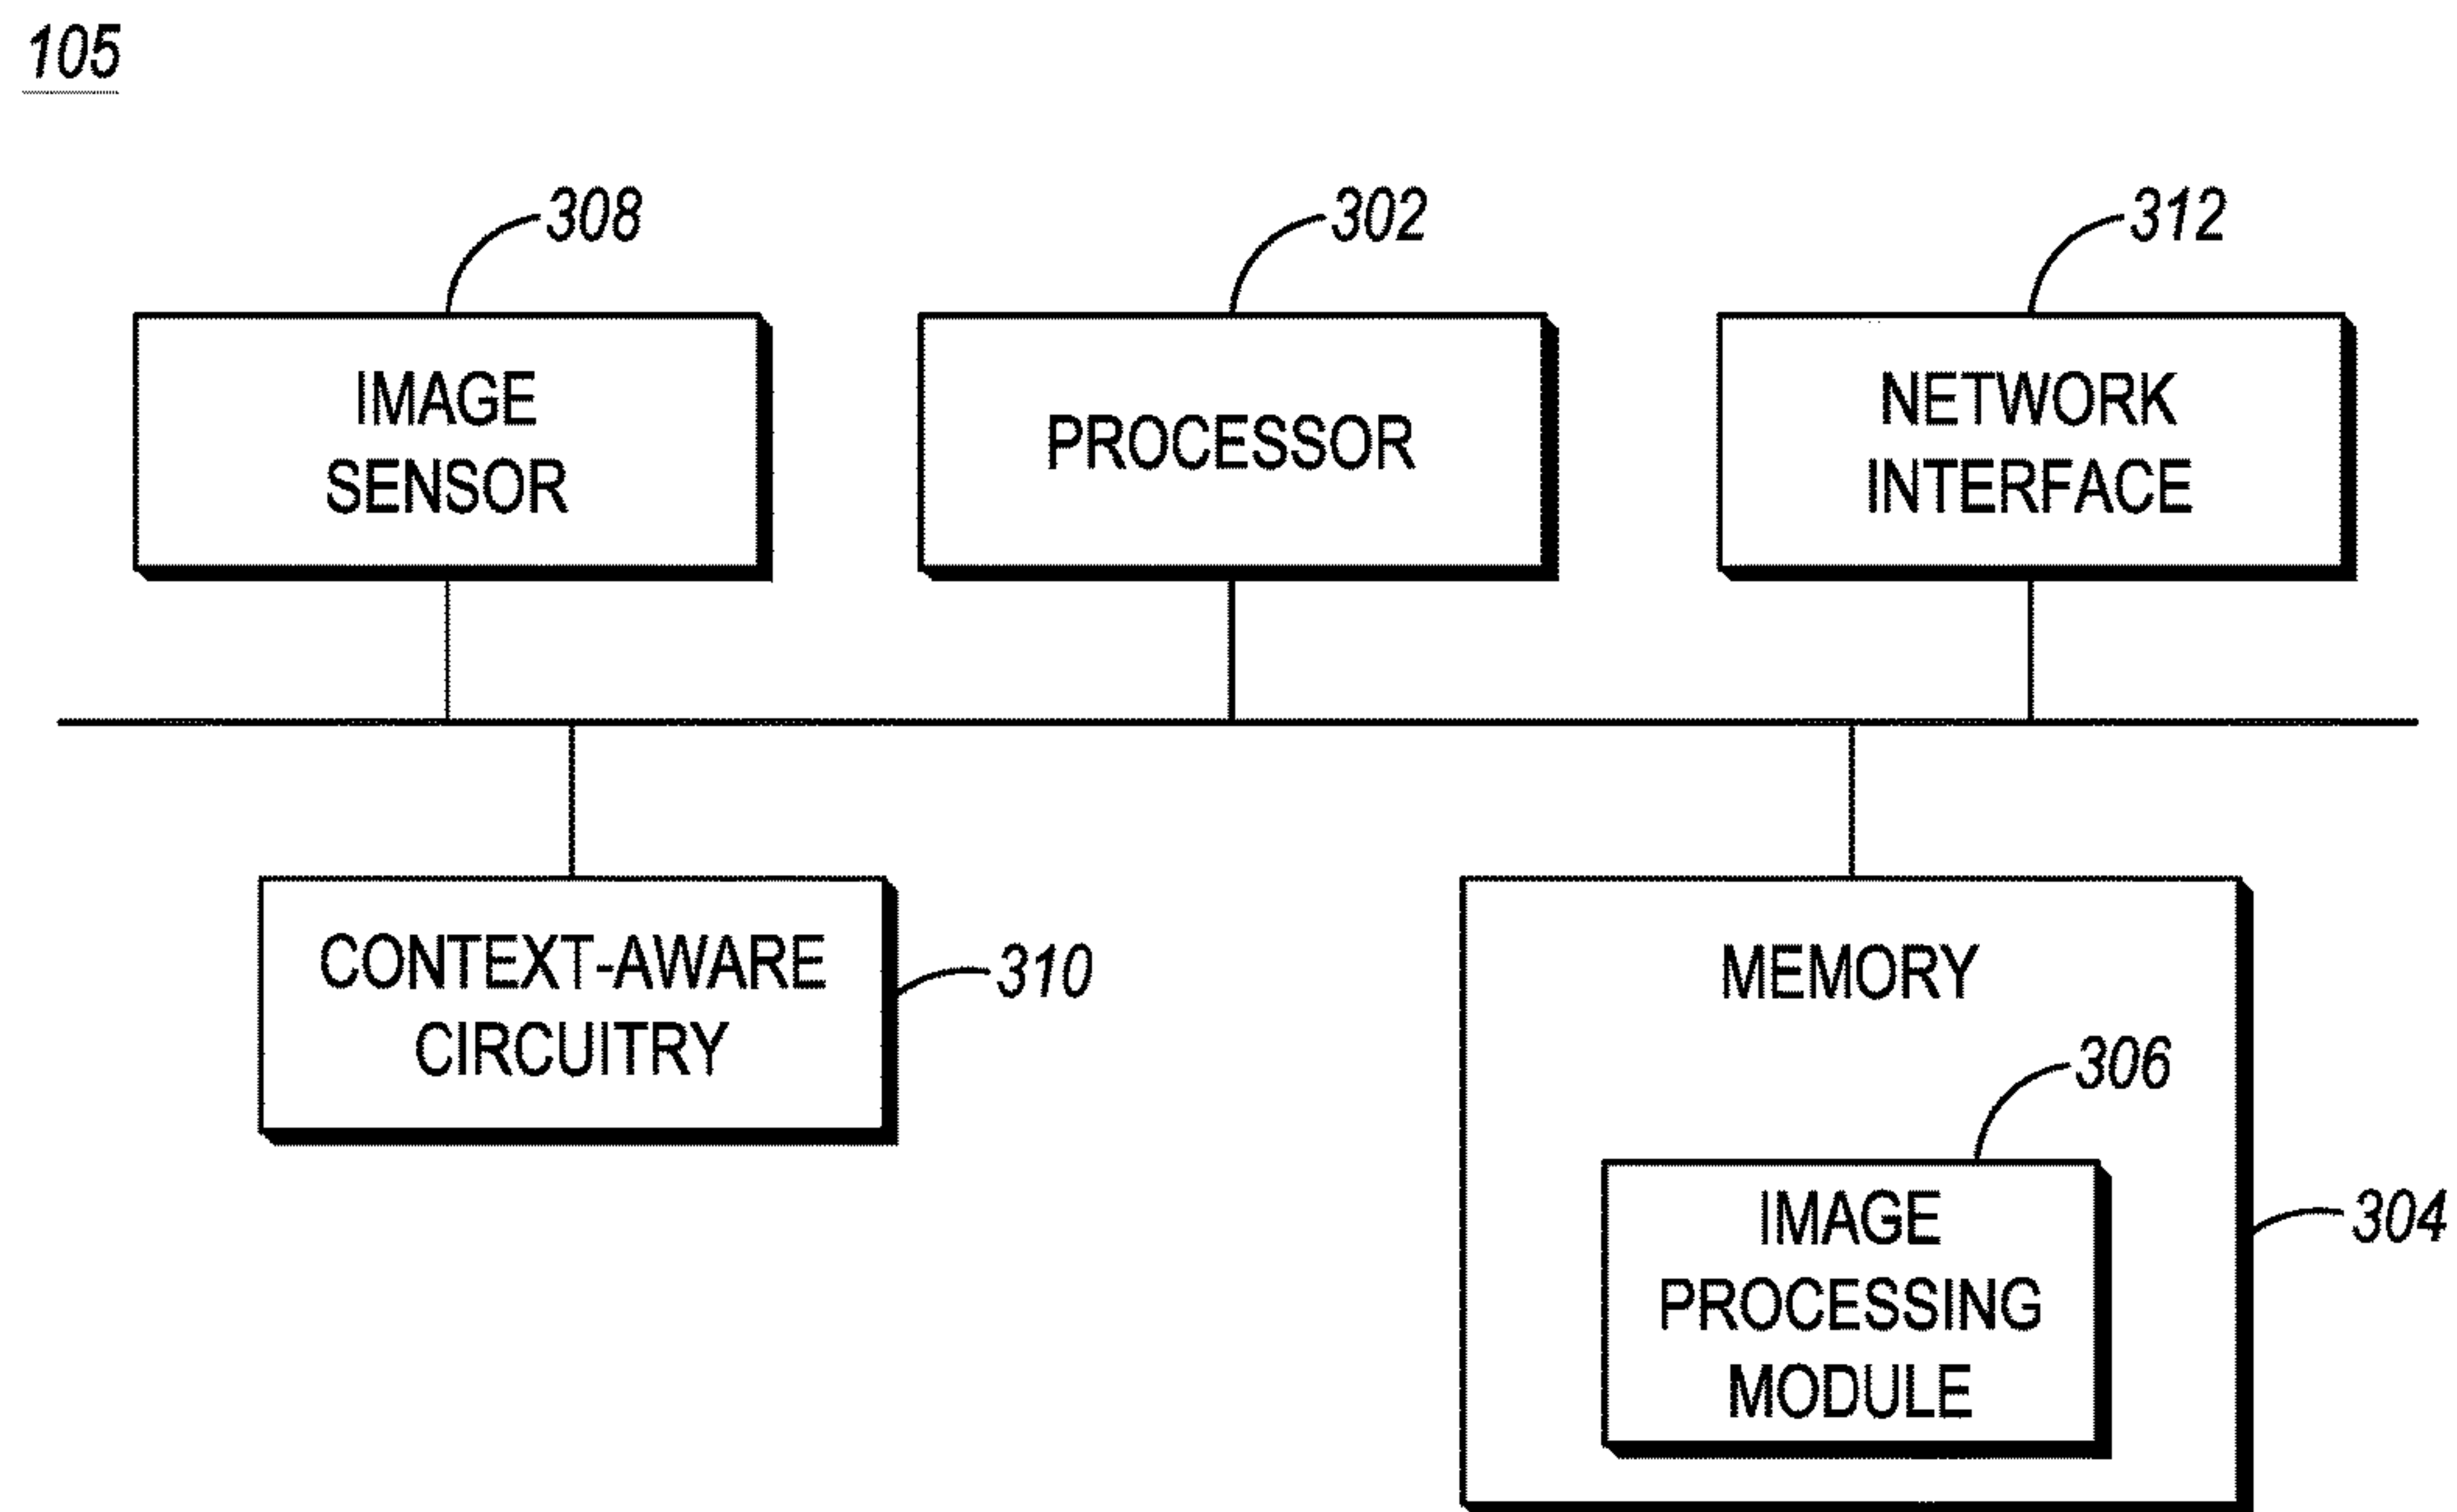 105
308
302
312
IMAGE
SENSOR
PROCESSOR
NETWORK
INTERFACE
CONTEXT-AWARE
CIRCUITRY
310
MEMORY
306
IMAGE
PROCESSING
MODULE
304